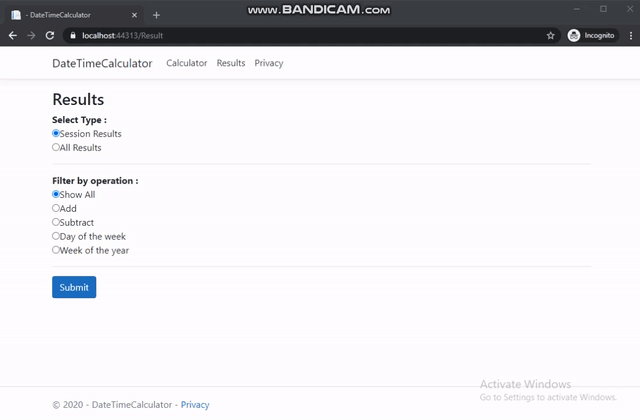 WWW.BANDICAM.COM
- DateTimeCalculator
localhost:44313/Result
Incognito
DateTimeCalculator Calculator Results Privacy
Results
Select Type :
Session Results
All Results
Filter by operation :
Show All
Add
Subtract
Day of the week
Week of the year
Submit
Activate Windows
Go to Settings to activate Windows.
© 2020 - DateTimeCalculator - Privacy